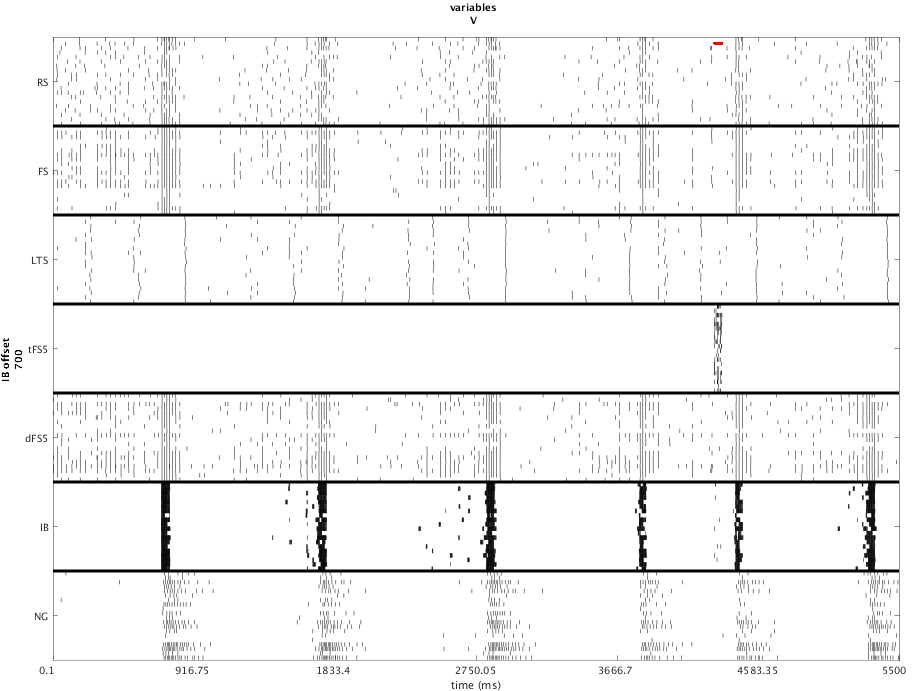 variables
V
RS
FS
LTS
tFS5
dFS5
IB
NG
IB offset
700
0.1
916.75
1833.4
2750.05
3666.7
4583.35
5500
time (ms)